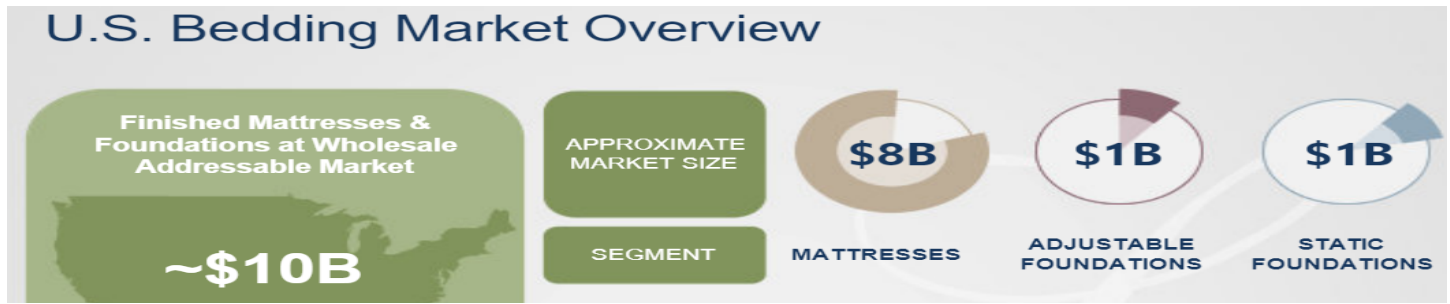 U.S. Bedding Market Overview
Finished Mattresses &
Foundations at Wholesale
Addressable Market
~$10B
APPROXIMATE
MARKET SIZE
$8B
$1B
$1B
SEGMENT
MATTRESSES
ADJUSTABLE
FOUNDATIONS
STATIC
FOUNDATIONS